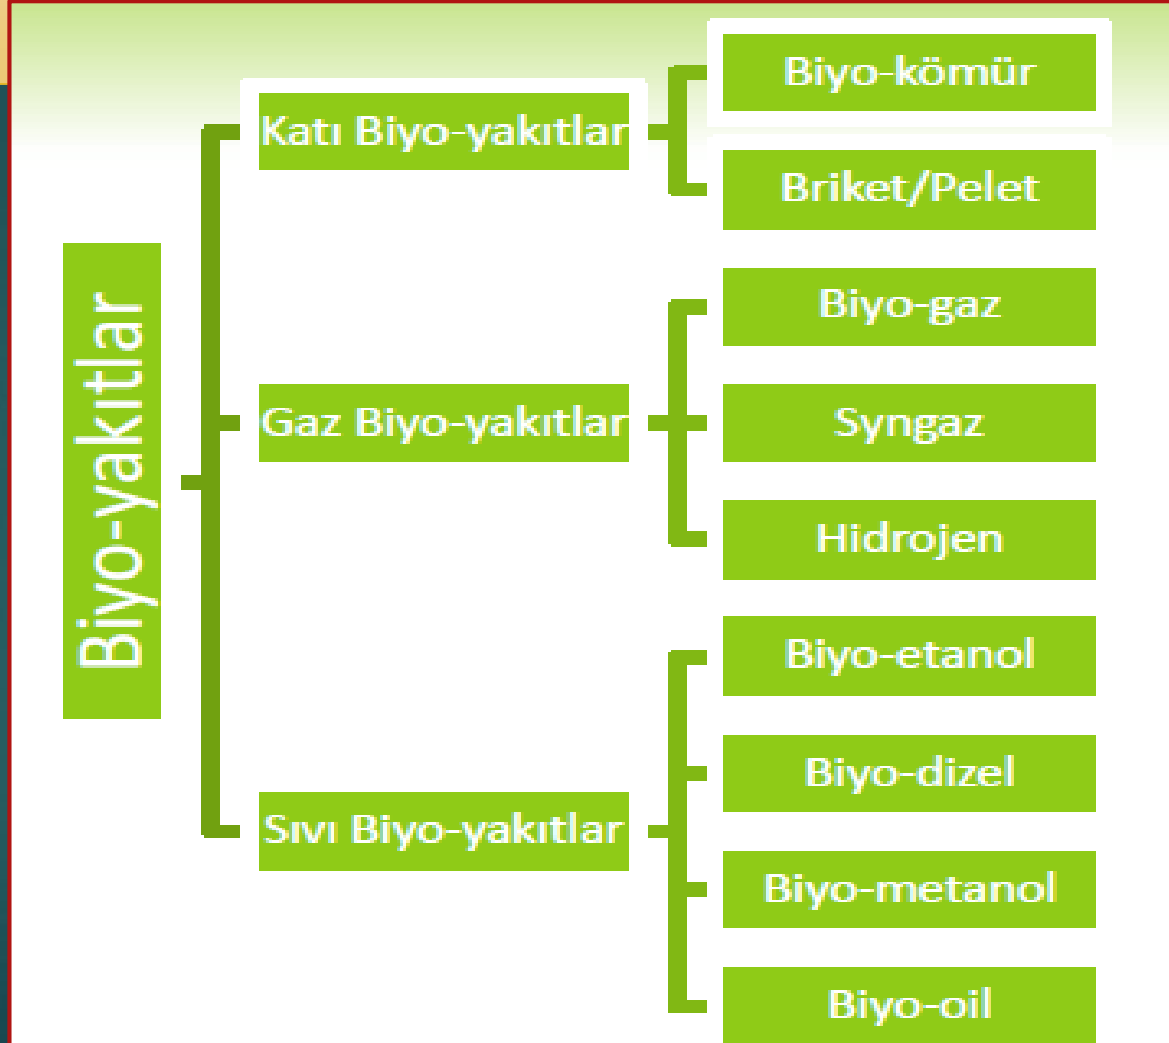 Biyo-yakıtlar
Katı Biyo-yakıtlar
Biyo-kömür
Briket/Pelet
Gaz Biyo-yakıtlar
Biyo-gaz
Syngaz
Hidrojen
Sıvı Biyo-yakıtlar
Biyo-etanol
Biyo-dizel
Biyo-metanol
Biyo-oil